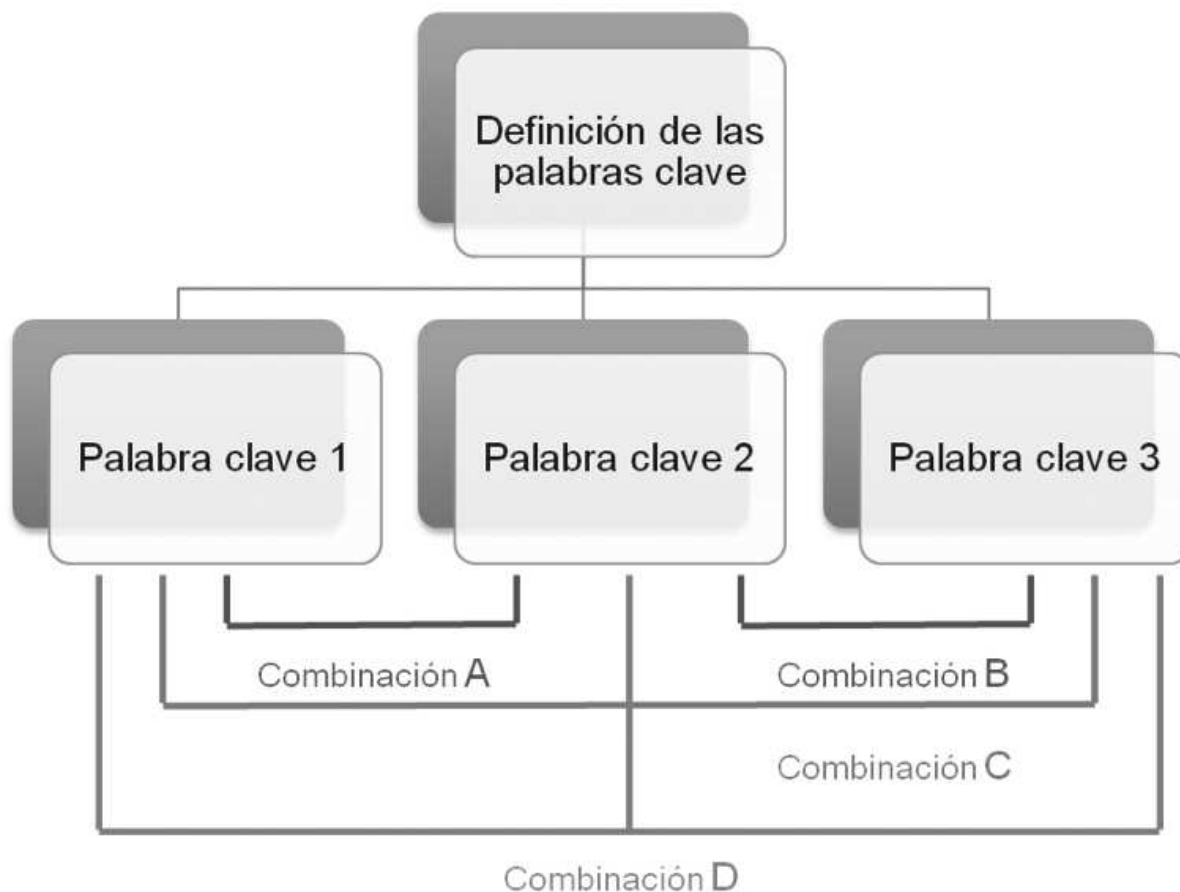 Definición de las
palabras clave
Palabra clave 1
Palabra clave 2
Palabra clave 3
Combinación A
Combinación B
Combinación C
Combinación D